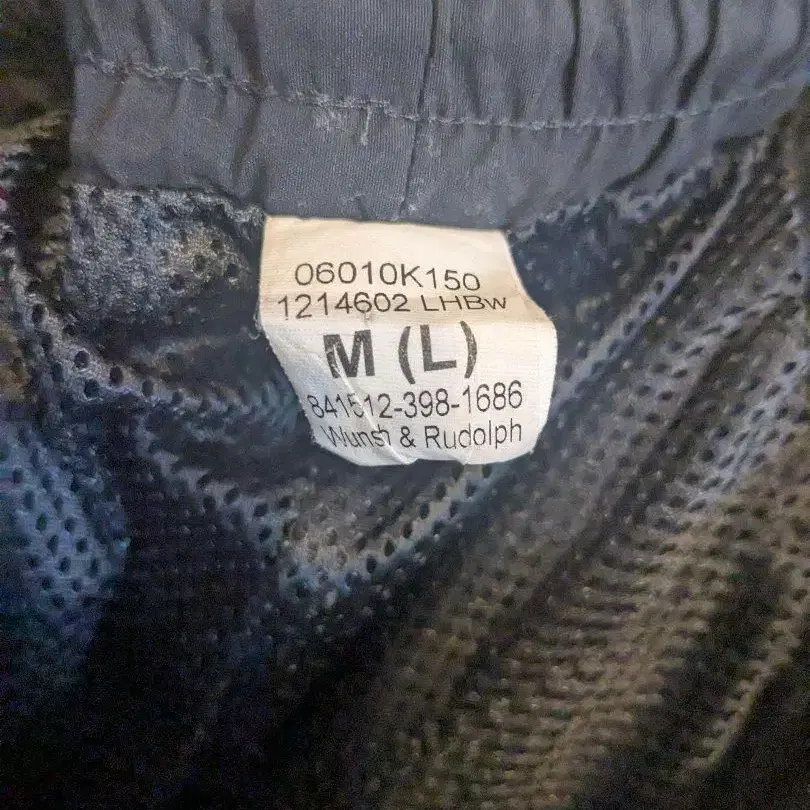 06010K150
1214602 LHBW
M (L)
841512-398-1686
Wunsh & Rudolph